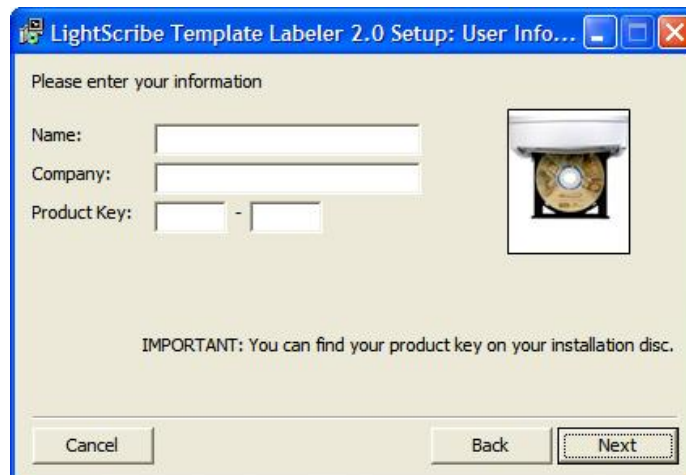 LightScribe Template Labeler 2.0 Setup: User Info...
Please enter your information
Name:
Company:
Product Key: -
IMPORTANT: You can find your product key on your installation disc.
Cancel Back Next